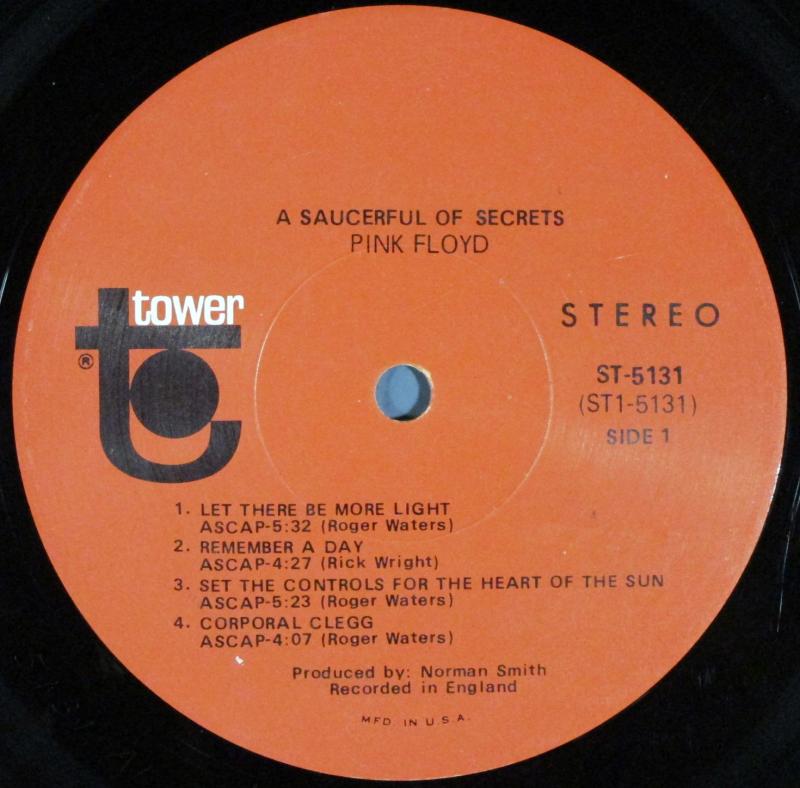 A SAUCERFUL OF SECRETS
PINK FLOYD
tower
®
STEREO
ST-5131
(ST1-5131)
SIDE 1
1. LET THERE BE MORE LIGHT
ASCAP-5:32 (Roger Waters)
2. REMEMBER A DAY
ASCAP-4:27 (Rick Wright)
3. SET THE CONTROLS FOR THE HEART OF THE SUN
ASCAP-5:23 (Roger Waters)
4. CORPORAL CLEGG
ASCAP-4:07 (Roger Waters)
Produced by: Norman Smith
Recorded in England
MFD. IN U.S.A.